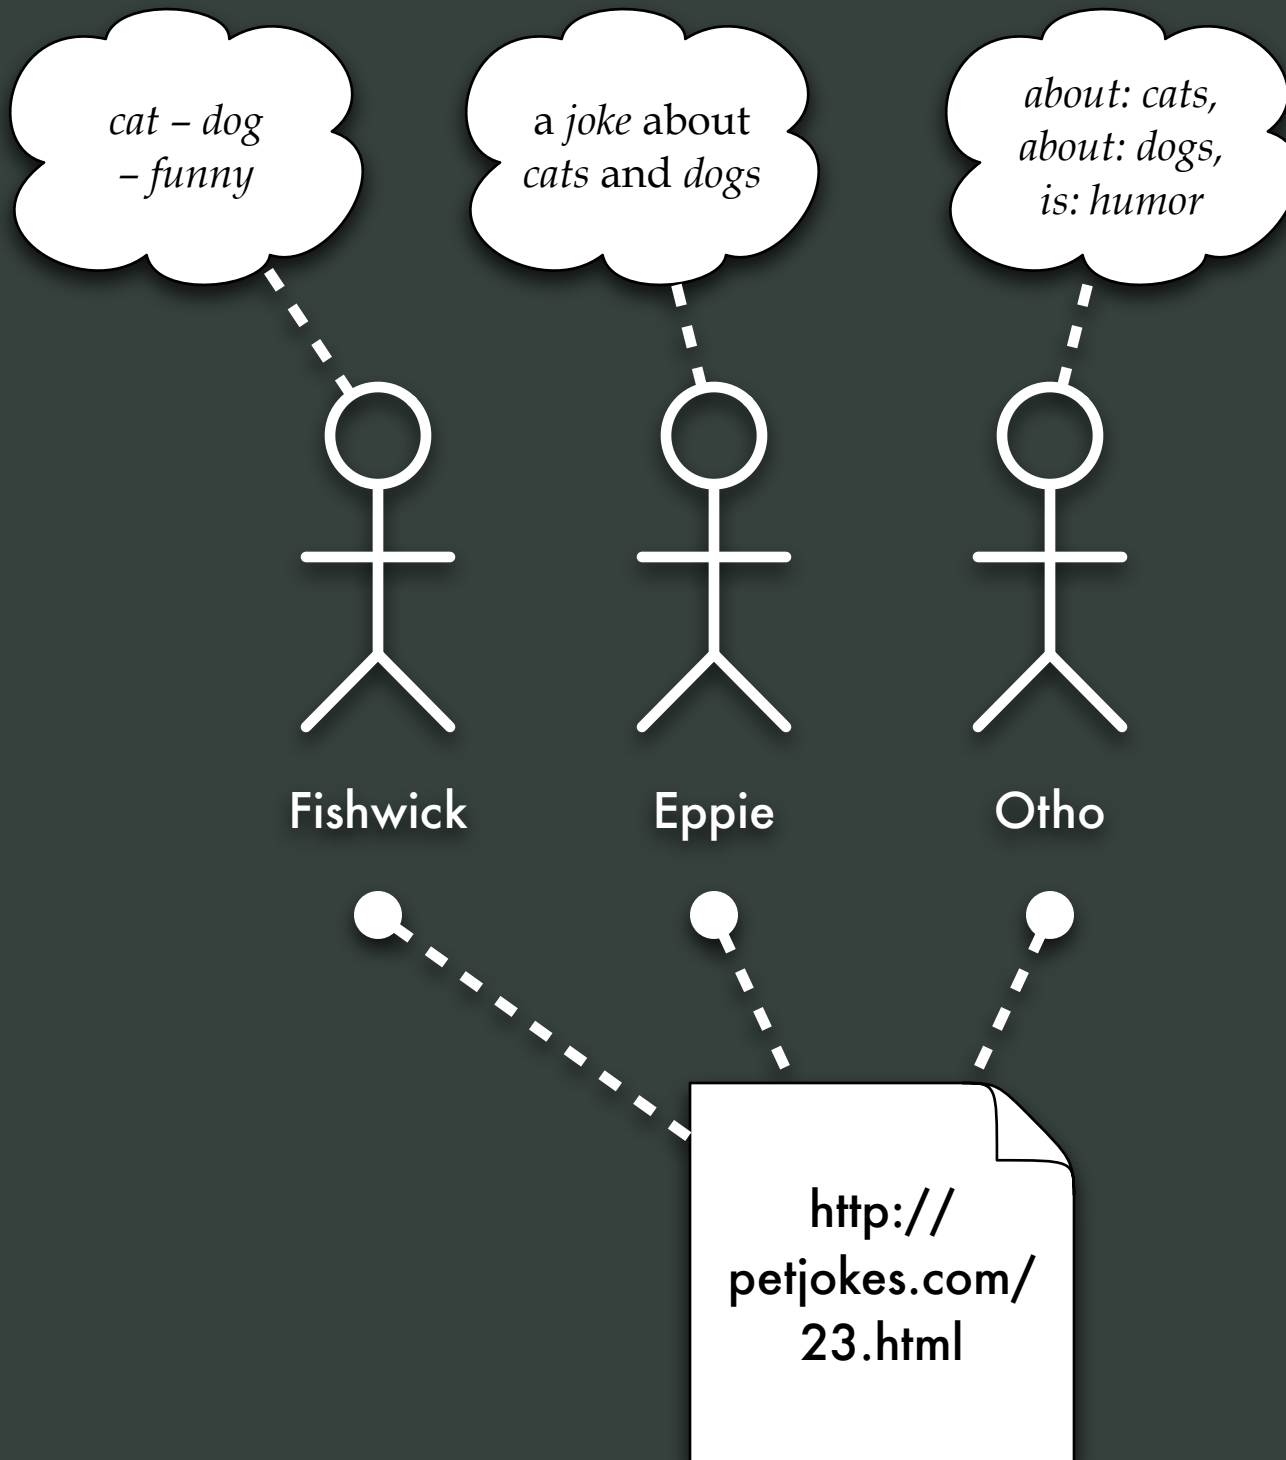 cat – dog
– funny
a joke about
cats and dogs
about: cats,
about: dogs,
is: humor
Fishwick
Eppie
Otho
http://
petjokes.com/
23.html